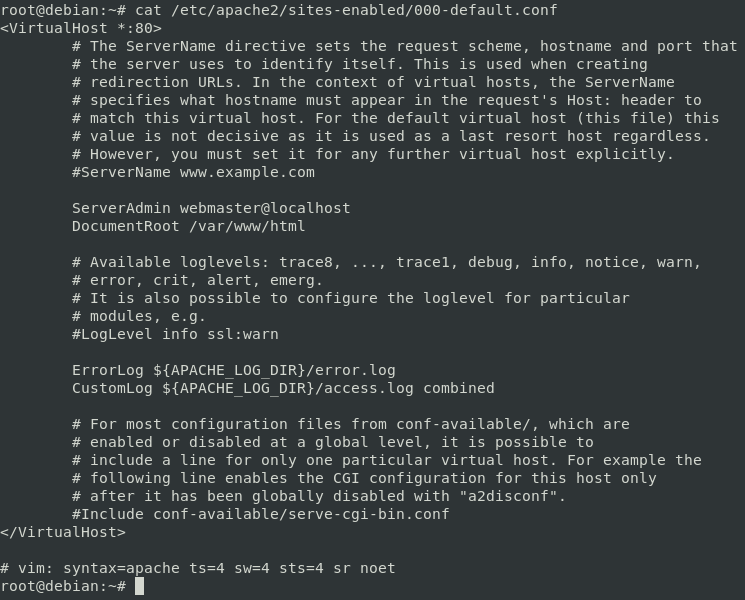 root@debian:~# cat /etc/apache2/sites-enabled/000-default.conf
<VirtualHost *:80>
        # The ServerName directive sets the request scheme, hostname and port that
        # the server uses to identify itself. This is used when creating
        # redirection URLs. In the context of virtual hosts, the ServerName
        # specifies what hostname must appear in the request's Host: header to
        # match this virtual host. For the default virtual host (this file) this
        # value is not decisive as it is used as a last resort host regardless.
        # However, you must set it for any further virtual host explicitly.
        #ServerName www.example.com

        ServerAdmin webmaster@localhost
        DocumentRoot /var/www/html

        # Available loglevels: trace8, ..., trace1, debug, info, notice, warn,
        # error, crit, alert, emerg.
        # It is also possible to configure the loglevel for particular
        # modules, e.g.
        #LogLevel info ssl:warn

        ErrorLog ${APACHE_LOG_DIR}/error.log
        CustomLog ${APACHE_LOG_DIR}/access.log combined

        # For most configuration files from conf-available/, which are
        # enabled or disabled at a global level, it is possible to
        # include a line for only one particular virtual host. For example the
        # following line enables the CGI configuration for this host only
        # after it has been globally disabled with "a2disconf".
        #Include conf-available/serve-cgi-bin.conf
</VirtualHost>

# vim: syntax=apache ts=4 sw=4 sts=4 sr noet
root@debian:~#